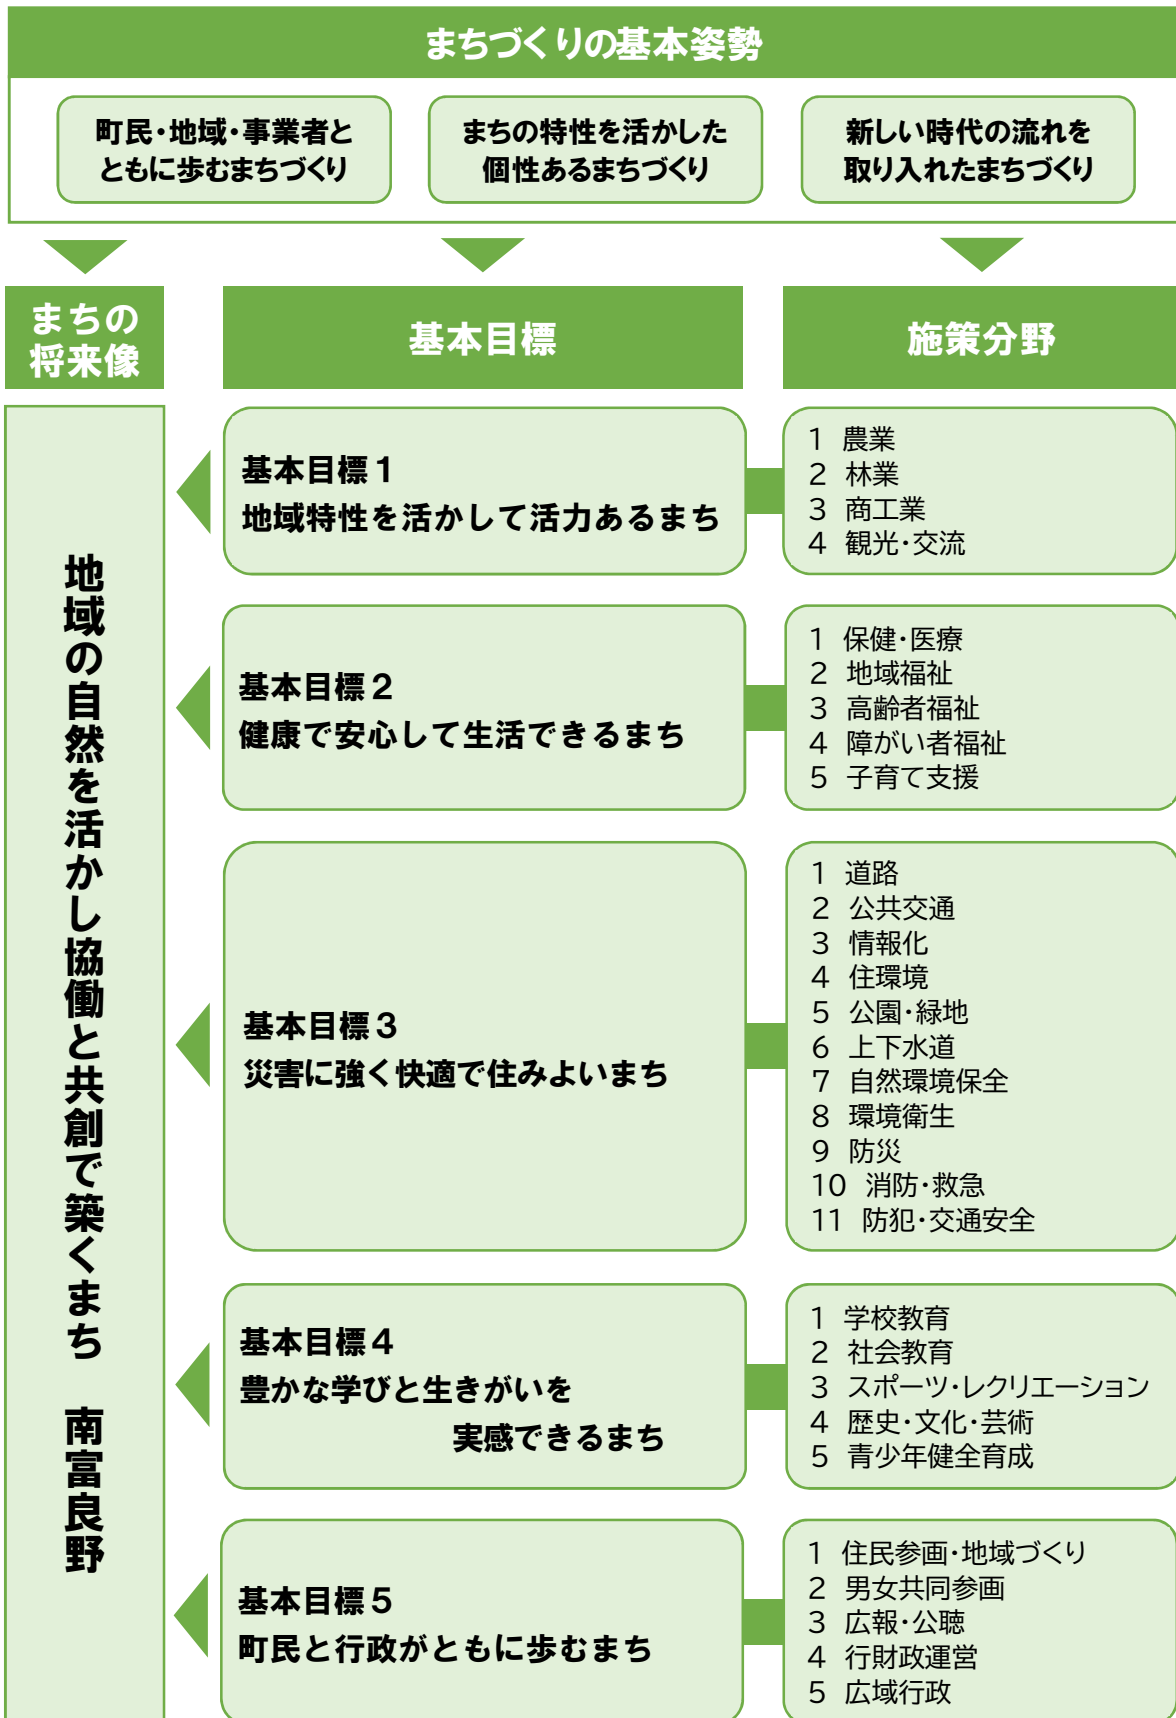 まちづくりの基本姿勢
町民・地域・事業者と
ともに歩むまちづくり
まちの特性を活かした
個性あるまちづくり
新しい時代の流れを
取り入れたまちづくり
まちの
将来像
基本目標
施策分野
地域の自然を活かし協働と共創で築くまち　南富良野
基本目標１
地域特性を活かして活力あるまち
1 農業
2 林業
3 商工業
4 観光・交流
基本目標２
健康で安心して生活できるまち
1 保健・医療
2 地域福祉
3 高齢者福祉
4 障がい者福祉
5 子育て支援
基本目標３
災害に強く快適で住みよいまち
1 道路
2 公共交通
3 情報化
4 住環境
5 公園・緑地
6 上下水道
7 自然環境保全
8 環境衛生
9 防災
10 消防・救急
11 防犯・交通安全
基本目標４
豊かな学びと生きがいを
実感できるまち
1 学校教育
2 社会教育
3 スポーツ・レクリエーション
4 歴史・文化・芸術
5 青少年健全育成
基本目標５
町民と行政がともに歩むまち
1 住民参画・地域づくり
2 男女共同参画
3 広報・公聴
4 行財政運営
5 広域行政